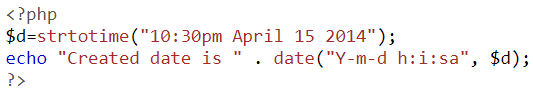 <?php
$d=strtotime("10:30pm April 15 2014");
echo "Created date is " . date("Y-m-d h:i:sa", $d);
?>